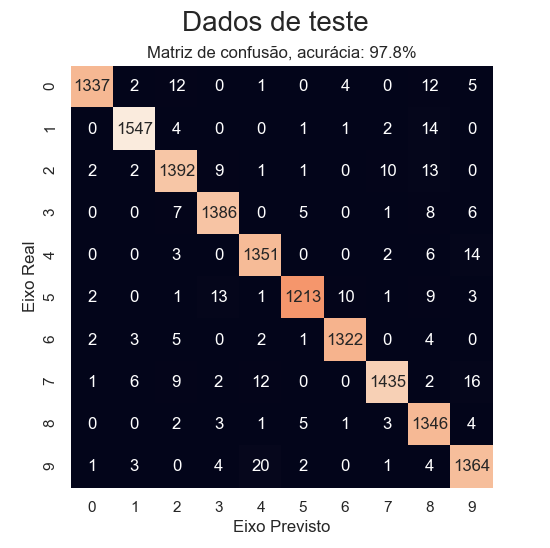 Dados de teste
Matriz de confusão, acurácia: 97.8%
0 1337 2 12 0 1 0 4 0 12 5
1 0 1547 4 0 0 1 1 2 14 0
2 2 2 1392 9 1 1 0 10 13 0
3 0 0 7 1386 0 5 0 1 8 6
4 0 0 3 0 1351 0 0 2 6 14
5 2 0 1 13 1 1213 10 1 9 3
6 2 3 5 0 2 1 1322 0 4 0
7 1 6 9 2 12 0 0 1435 2 16
8 0 0 2 3 1 5 1 3 1346 4
9 1 3 0 4 20 2 0 1 4 1364
Eixo Real
0 1 2 3 4 5 6 7 8 9
Eixo Previsto